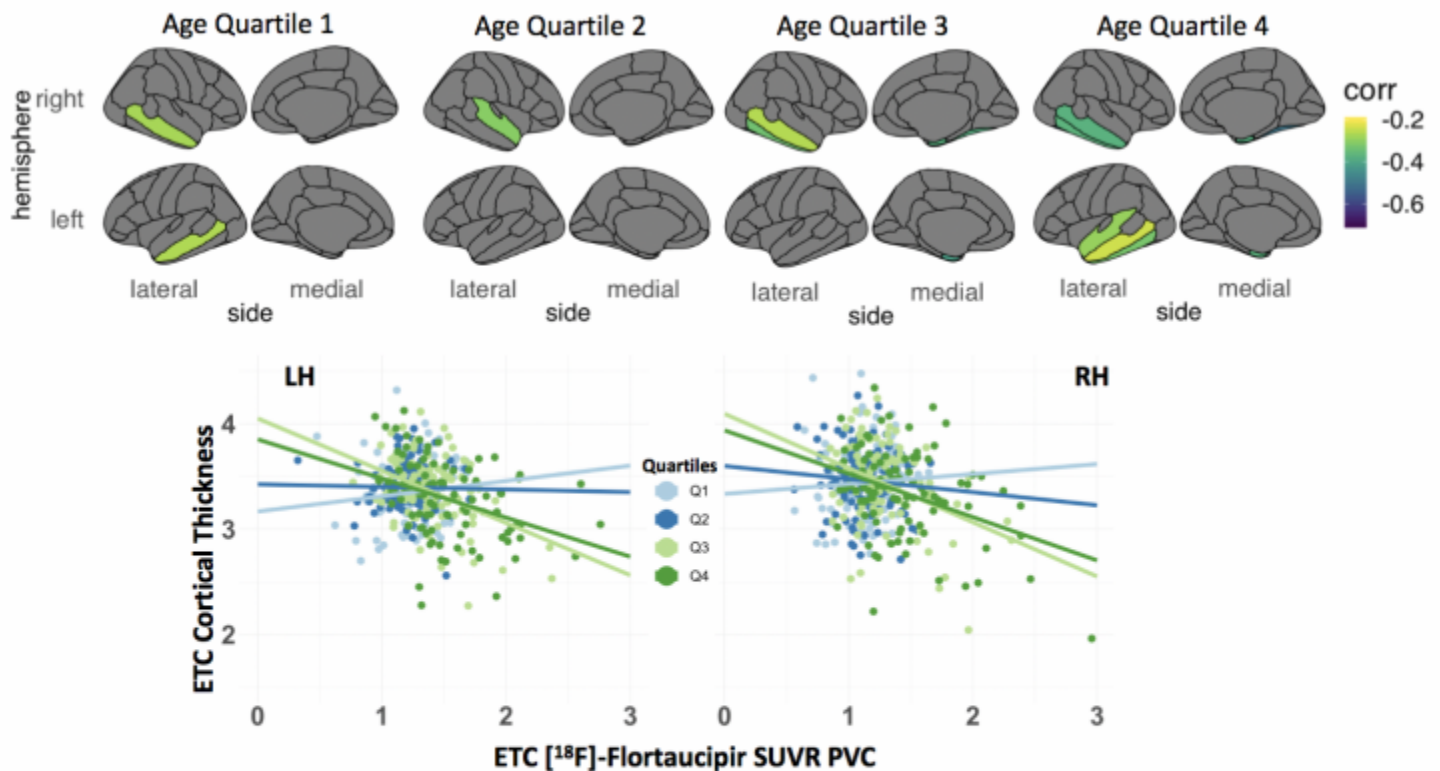 Age Quartile 1
Age Quartile 2
Age Quartile 3
Age Quartile 4
hemisphere
right
left
lateral
medial
side
lateral
medial
side
lateral
medial
side
lateral
medial
side
corr
-0.2
-0.4
-0.6
LH
RH
ETC Cortical Thickness
4
3
2
Quartiles
Q1
Q2
Q3
Q4
0 1 2 3
0 1 2 3
ETC [¹⁸F]-Flortaucipir SUVR PVC